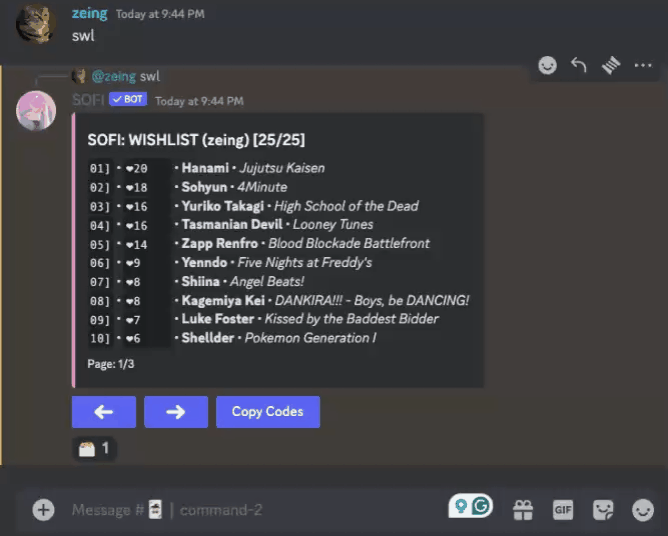 zeing Today at 9:44 PM
swl
@zeing swl
SOFI ✓ BOT Today at 9:44 PM
SOFI: WISHLIST (zeing) [25/25]
01] • ❤20 • Hanami • Jujutsu Kaisen
02] • ❤18 • Sohyun • 4Minute
03] • ❤16 • Yuriko Takagi • High School of the Dead
04] • ❤16 • Tasmanian Devil • Looney Tunes
05] • ❤14 • Zapp Renfro • Blood Blockade Battlefront
06] • ❤9 • Yenndo • Five Nights at Freddy's
07] • ❤8 • Shiina • Angel Beats!
08] • ❤8 • Kagemiya Kei • DANKIRA!!! - Boys, be DANCING!
09] • ❤7 • Luke Foster • Kissed by the Baddest Bidder
10] • ❤6 • Shellder • Pokemon Generation I
Page: 1/3
← → Copy Codes
1
Message # 🃏 | command-2
GIF